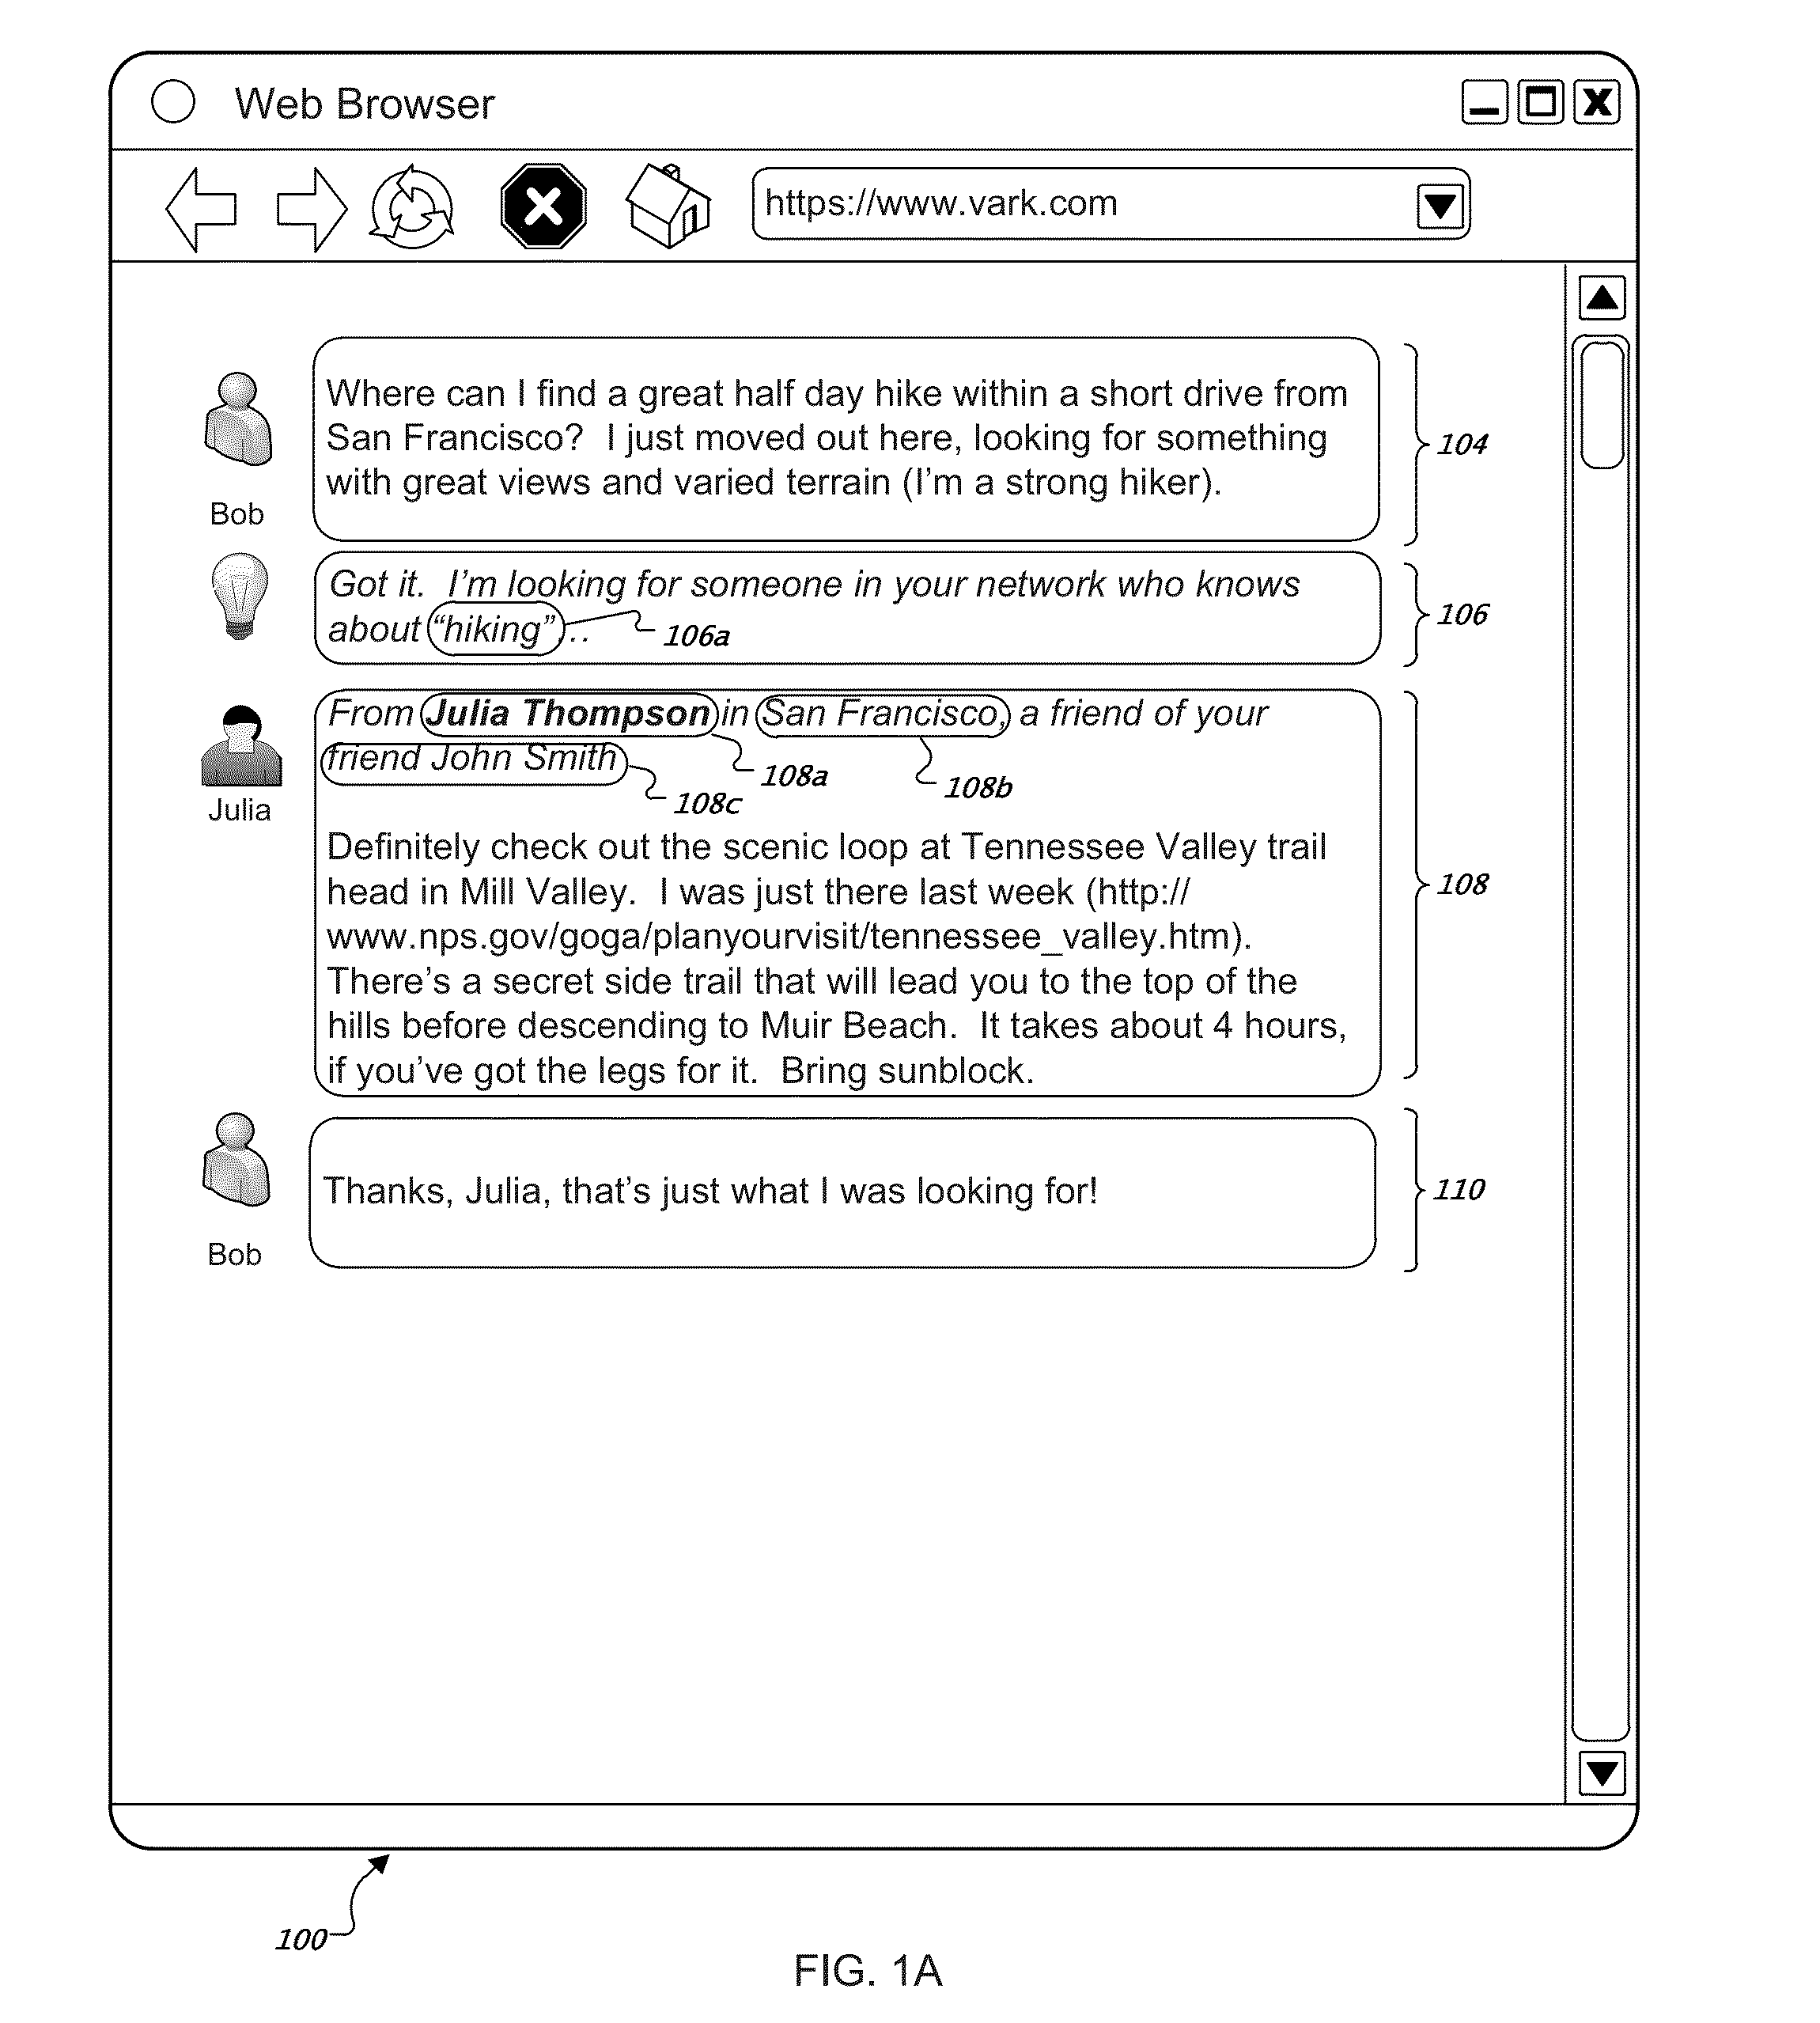 Web Browser
https://www.vark.com
Where can I find a great half day hike within a short drive from
San Francisco?  I just moved out here, looking for something
with great views and varied terrain (I'm a strong hiker).
104
Bob
Got it.  I'm looking for someone in your network who knows
about "hiking"...
106a
106
From Julia Thompson in San Francisco, a friend of your
friend John Smith
108a
108b
108c
Julia
Definitely check out the scenic loop at Tennessee Valley trail
head in Mill Valley.  I was just there last week (http://
www.nps.gov/goga/planyourvisit/tennessee_valley.htm).
There's a secret side trail that will lead you to the top of the
hills before descending to Muir Beach.  It takes about 4 hours,
if you've got the legs for it.  Bring sunblock.
108
Thanks, Julia, that's just what I was looking for!
110
Bob
100
FIG. 1A